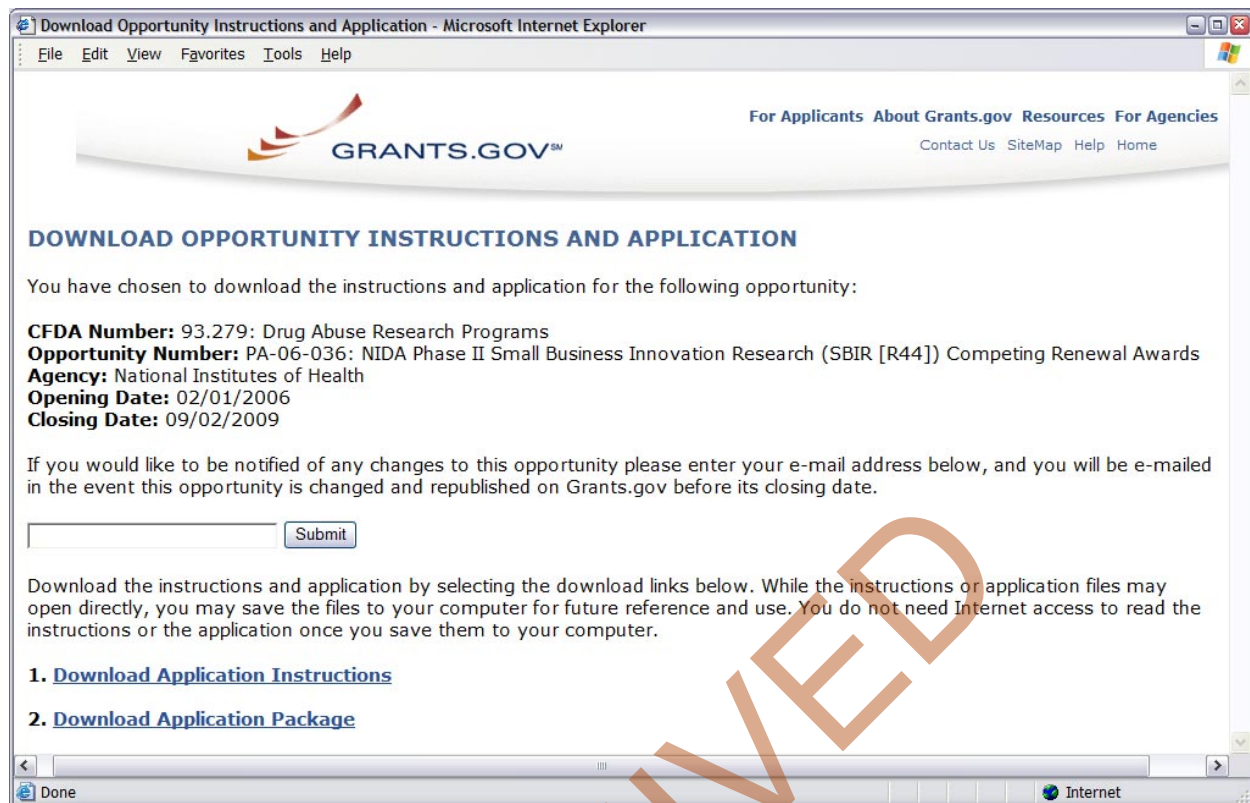 Download Opportunity Instructions and Application - Microsoft Internet Explorer
File Edit View Favorites Tools Help
For Applicants About Grants.gov Resources For Agencies
GRANTS.GOV℠
Contact Us SiteMap Help Home
DOWNLOAD OPPORTUNITY INSTRUCTIONS AND APPLICATION
You have chosen to download the instructions and application for the following opportunity:
CFDA Number: 93.279: Drug Abuse Research Programs
Opportunity Number: PA-06-036: NIDA Phase II Small Business Innovation Research (SBIR [R44]) Competing Renewal Awards
Agency: National Institutes of Health
Opening Date: 02/01/2006
Closing Date: 09/02/2009
If you would like to be notified of any changes to this opportunity please enter your e-mail address below, and you will be e-mailed
in the event this opportunity is changed and republished on Grants.gov before its closing date.
Submit
Download the instructions and application by selecting the download links below. While the instructions or application files may
open directly, you may save the files to your computer for future reference and use. You do not need Internet access to read the
instructions or the application once you save them to your computer.
1. Download Application Instructions
2. Download Application Package
Done Internet